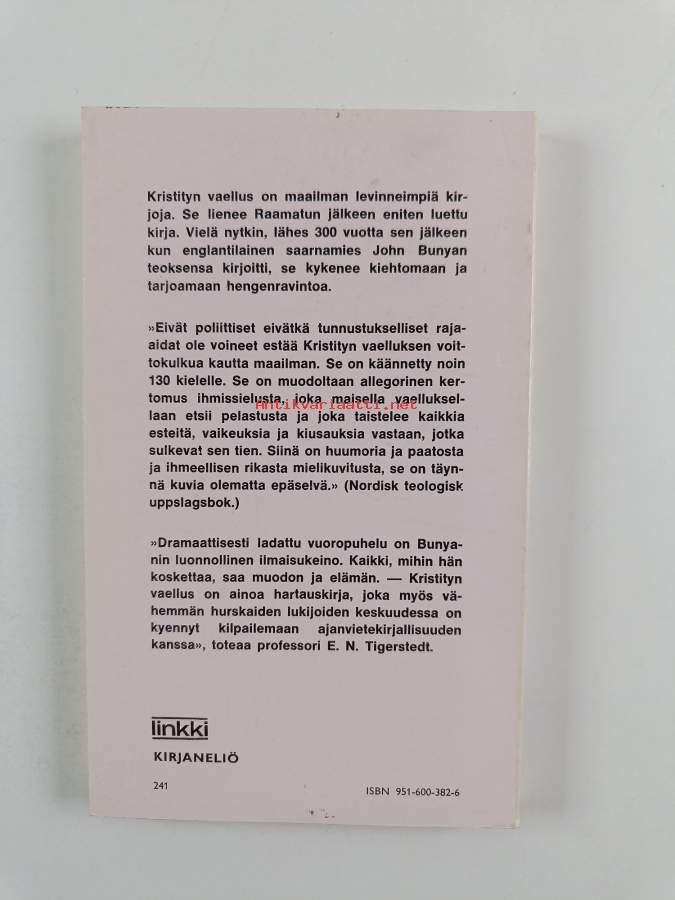 Kristityn vaellus on maailman levinneimpiä kir-
joja. Se lienee Raamatun jälkeen eniten luettu
kirja. Vielä nytkin, lähes 300 vuotta sen jälkeen
kun englantilainen saarnamies John Bunyan
teoksensa kirjoitti, se kykenee kiehtomaan ja
tarjoamaan hengenravintoa.
»Eivät poliittiset eivätkä tunnustukselliset raja-
aidat ole voineet estää Kristityn vaelluksen voit-
tokulkua kautta maailman. Se on käännetty noin
130 kielelle. Se on muodoltaan allegorinen ker-
tomus ihmissielusta, joka maisella vaelluksel-
Antikvariaatti.net
laan etsii pelastusta ja joka taistelee kaikkia
esteitä, vaikeuksia ja kiusauksia vastaan, jotka
sulkevat sen tien. Siinä on huumoria ja paatosta
ja ihmeellisen rikasta mielikuvitusta, se on täyn-
nä kuvia olematta epäselvä.» (Nordisk teologisk
uppslagsbok.)
»Dramaattisesti ladattu vuoropuhelu on Bunya-
nin luonnollinen ilmaisukeino. Kaikki, mihin hän
koskettaa, saa muodon ja elämän. — Kristityn
vaellus on ainoa hartauskirja, joka myös vä-
hemmän hurskaiden lukijoiden keskuudessa on
kyennyt kilpailemaan ajanvietekirjallisuuden
kanssa», toteaa professori E. N. Tigerstedt.
linkki
KIRJANELIÖ
241
ISBN 951-600-382-6